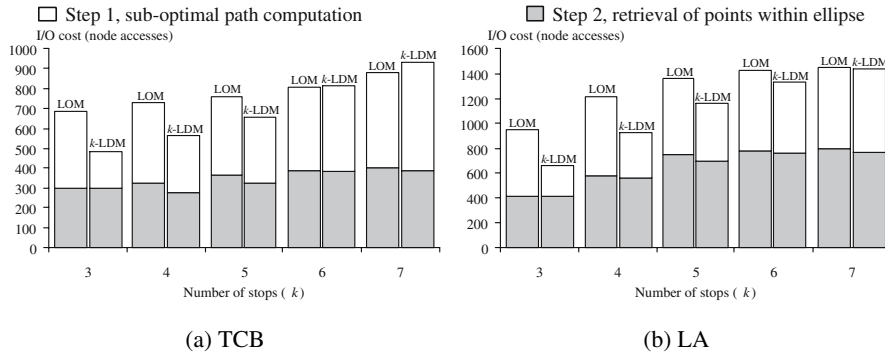 Step 1, sub-optimal path computation
Step 2, retrieval of points within ellipse
I/O cost (node accesses)
1000
900
800
700
600
500
400
300
200
100
0
LOM
k-LDM
LOM
k-LDM
LOM
k-LDM
LOM
k-LDM
LOM
k-LDM
3 4 5 6 7
Number of stops ( k)
(a) TCB
I/O cost (node accesses)
1600
1400
1200
1000
800
600
400
200
0
LOM
k-LDM
LOM
k-LDM
LOM
k-LDM
LOM
k-LDM
LOM
k-LDM
3 4 5 6 7
Number of stops ( k)
(b) LA